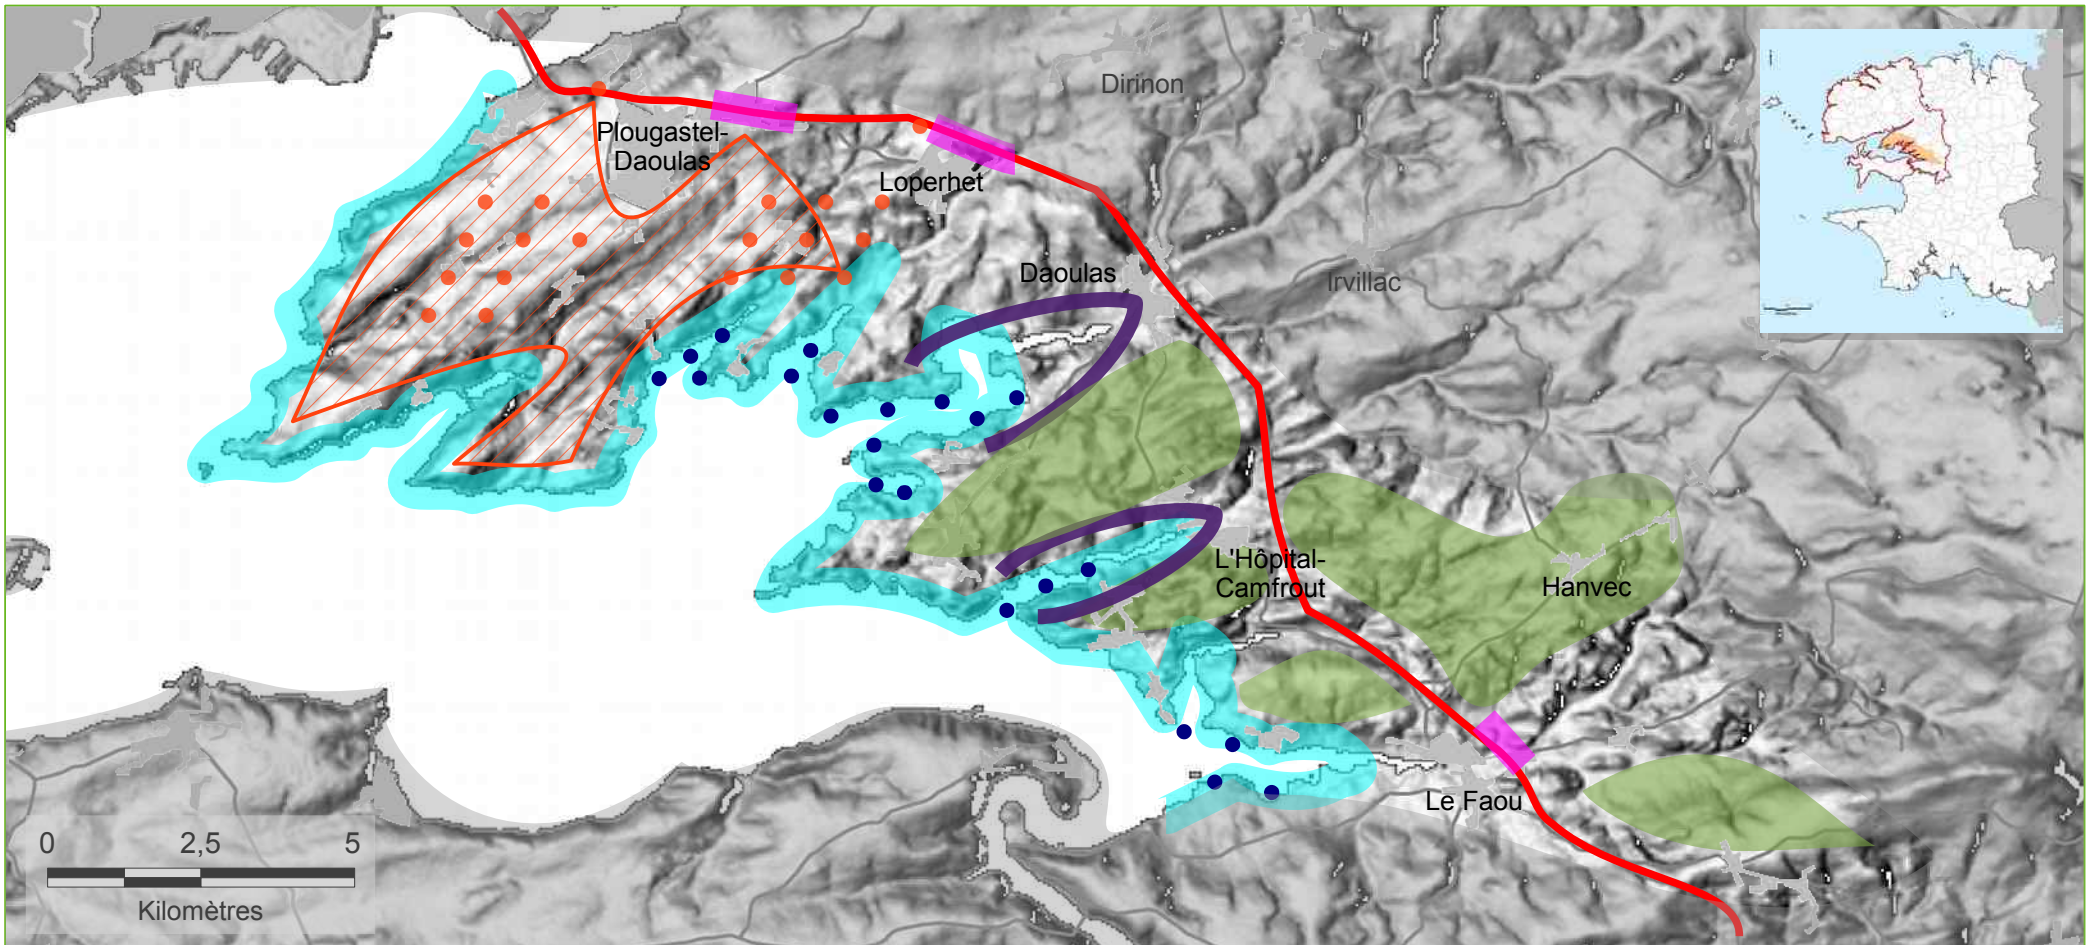 Dirinon
Plougastel-
Daoulas
Loperhet
Daoulas
Irvillac
L'Hôpital-
Camfrout
Hanvec
Le Faou
0 2,5 5
Kilomètres